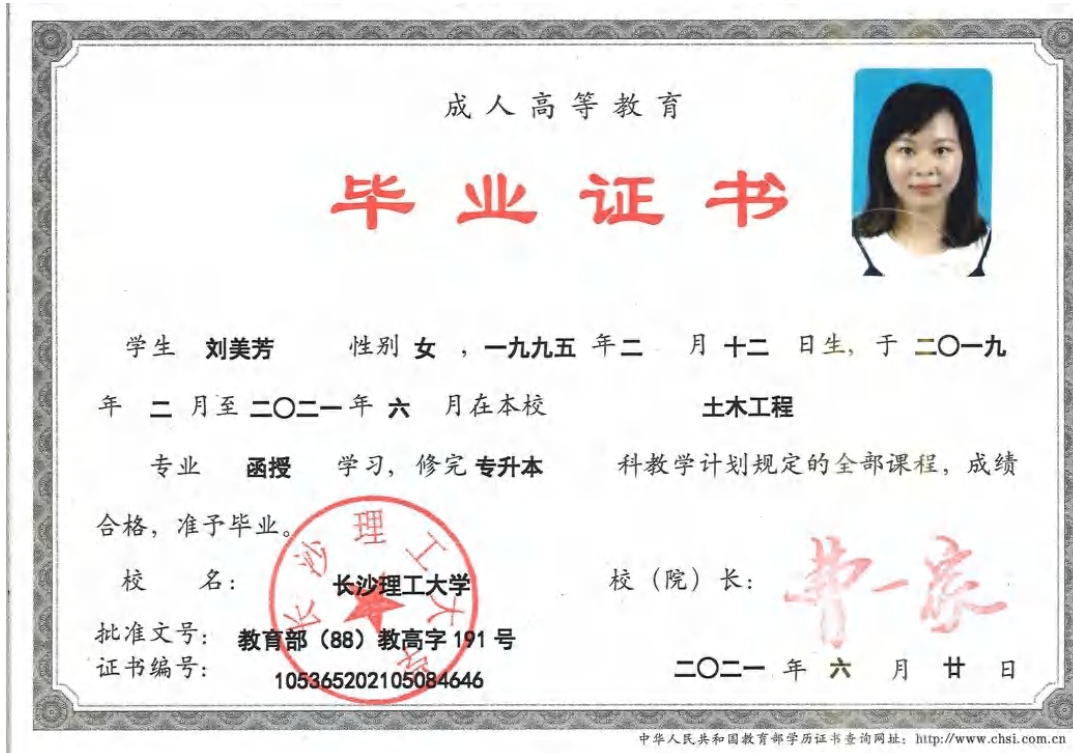 成人高等教育
毕业证书
学生 刘美芳 性别 女 ，一九九五 年 二 月 十二 日生，于 二〇一九
年 二 月至 二〇二一 年 六 月在本校 土木工程
专业 函授 学习，修完 专升本 科教学计划规定的全部课程，成绩
合格，准予毕业。
校 名： 长沙理工大学 校（院）长：
批准文号： 教育部（88）教高字 191 号
证书编号： 105365202105084646
二〇二一 年 六 月 廿 日
长沙理工大学
中华人民共和国教育部学历证书查询网址：http://www.chsi.com.cn